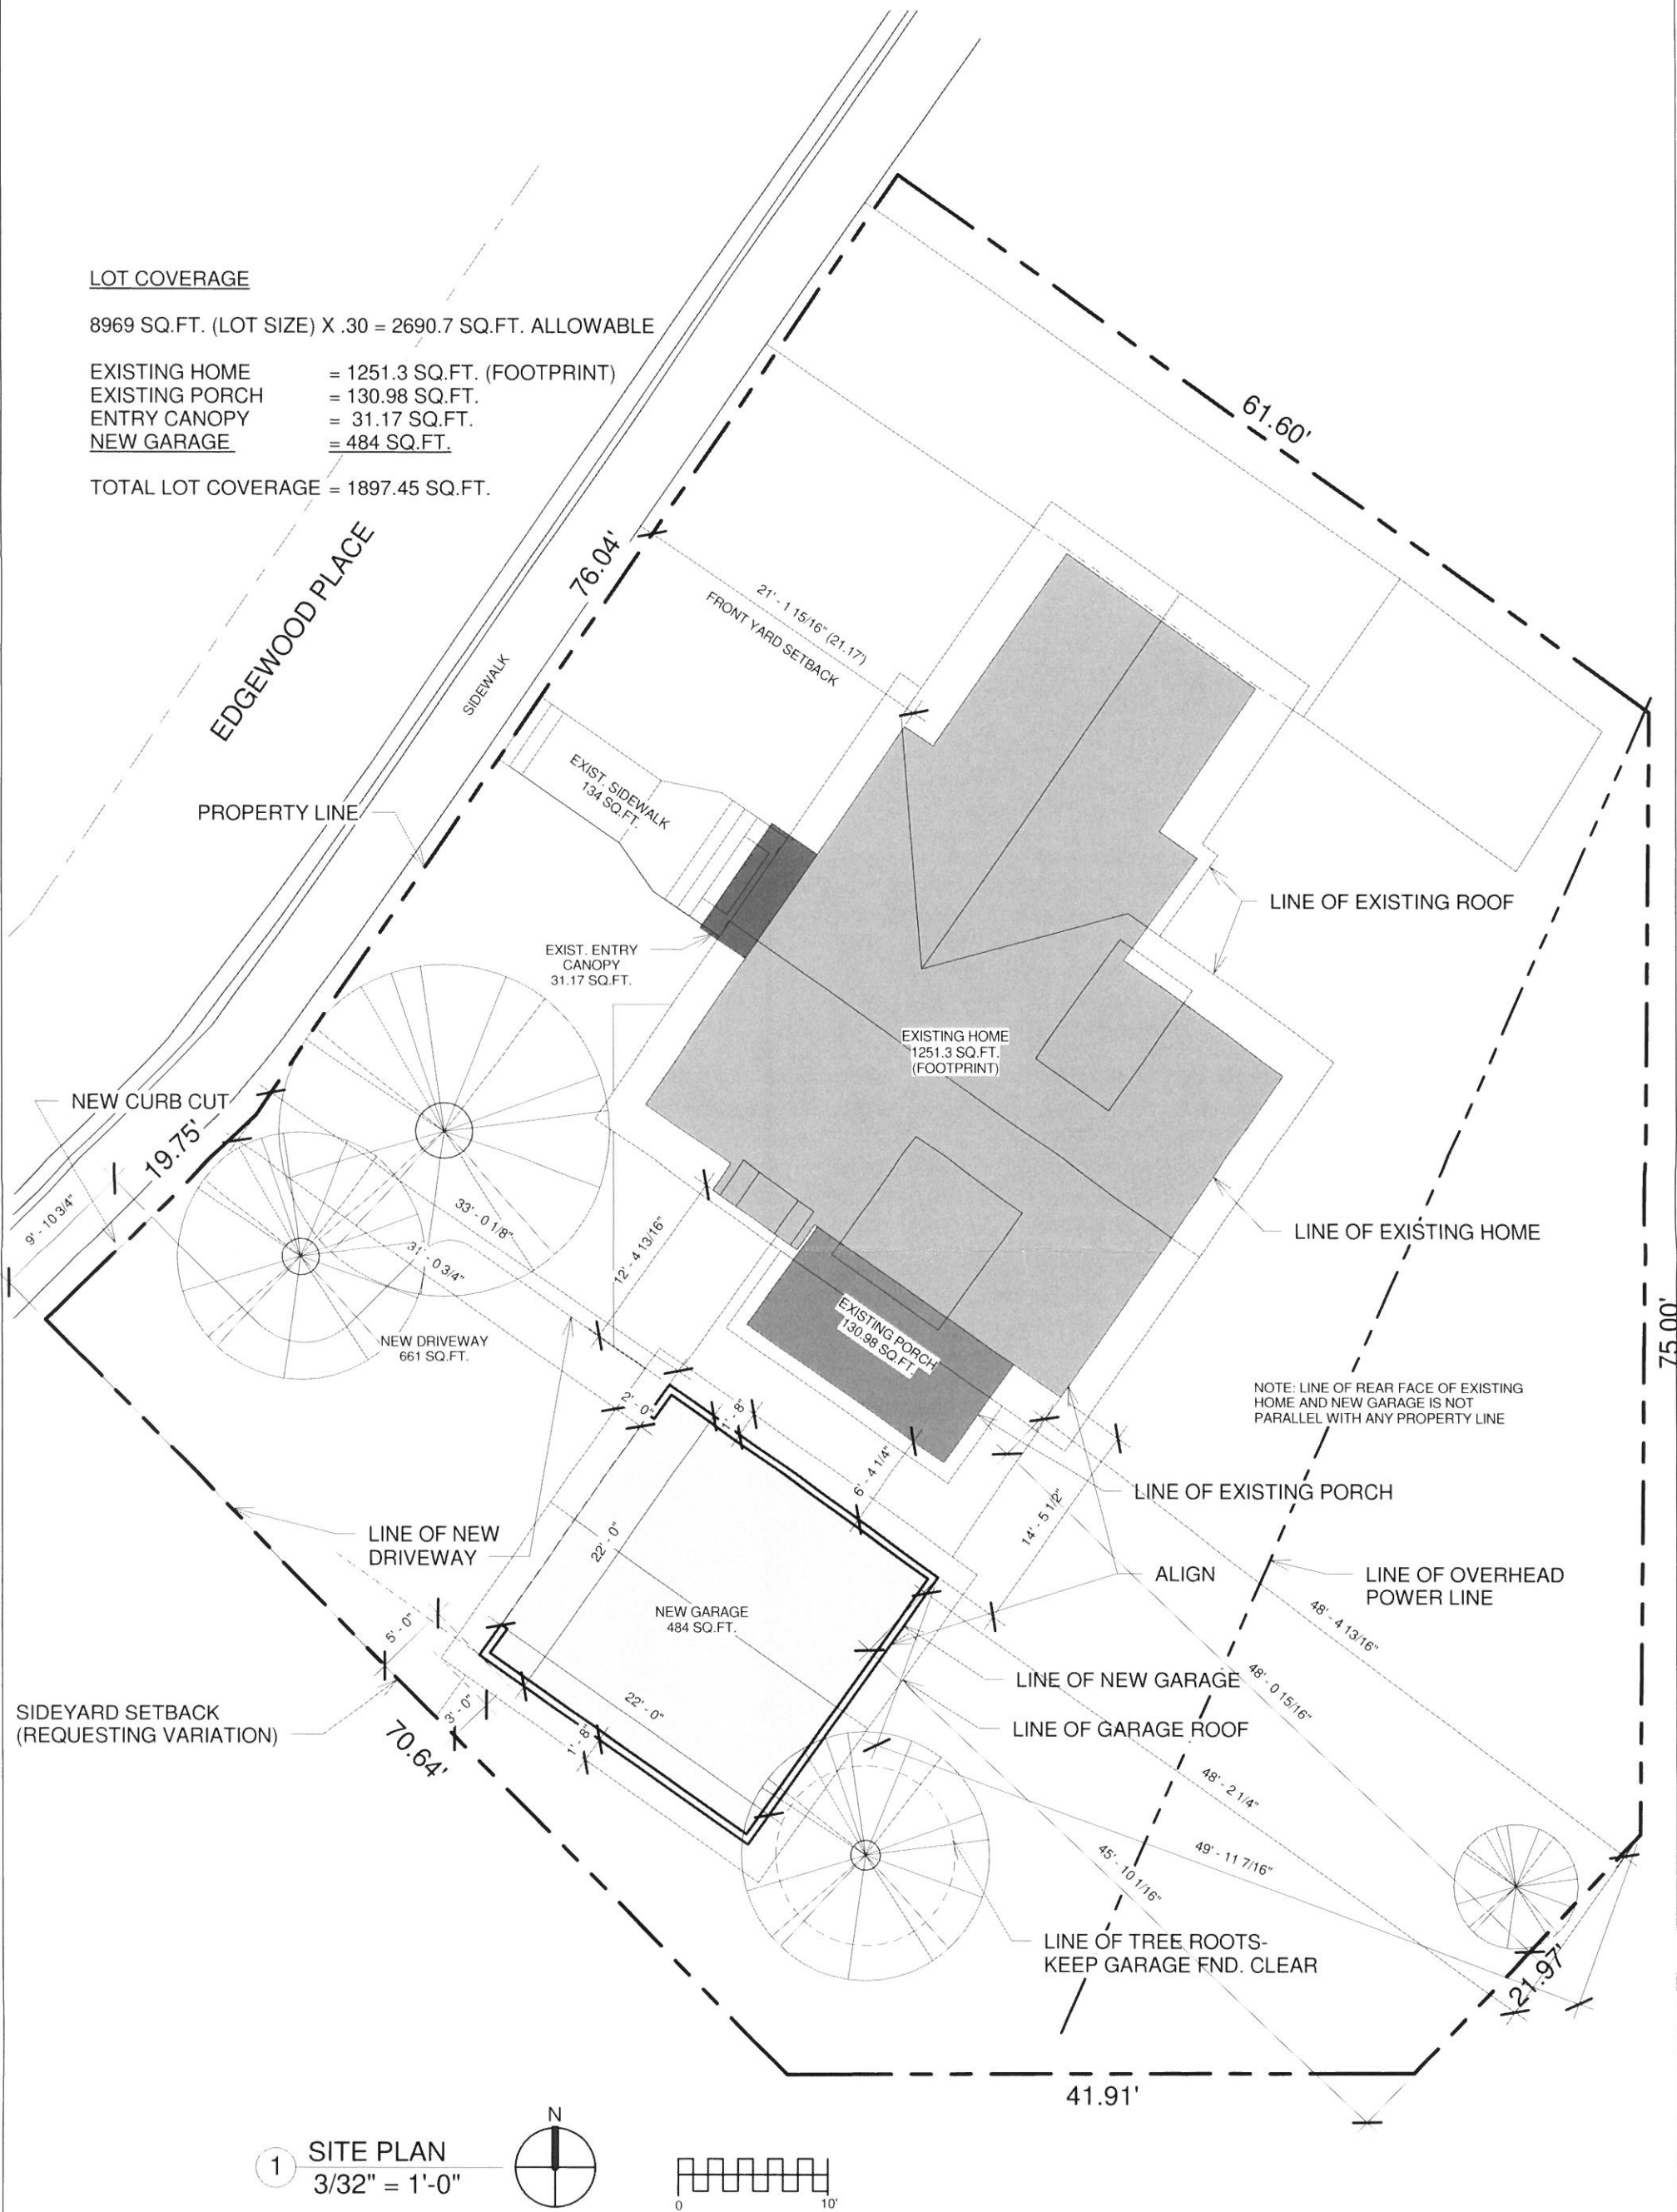 LOT COVERAGE
8969 SQ.FT. (LOT SIZE) X .30 = 2690.7 SQ.FT. ALLOWABLE
EXISTING HOME = 1251.3 SQ.FT. (FOOTPRINT)
EXISTING PORCH = 130.98 SQ.FT.
ENTRY CANOPY = 31.17 SQ.FT.
NEW GARAGE = 484 SQ.FT.
TOTAL LOT COVERAGE = 1897.45 SQ.FT.
EDGEWOOD PLACE
61.60'
76.04'
21' - 1 15/16" (21.17')
FRONT YARD SETBACK
SIDEWALK
EXIST. SIDEWALK
134 SQ.FT.
PROPERTY LINE
LINE OF EXISTING ROOF
EXIST. ENTRY
CANOPY
31.17 SQ.FT.
EXISTING HOME
1251.3 SQ.FT.
(FOOTPRINT)
NEW CURB CUT
19.75'
9' - 10 3/4"
33' - 0 1/8"
31' - 0 3/4"
12' - 4 13/16"
LINE OF EXISTING HOME
75.00'
EXISTING PORCH
130.98 SQ.FT.
NEW DRIVEWAY
661 SQ.FT.
NOTE: LINE OF REAR FACE OF EXISTING
HOME AND NEW GARAGE IS NOT
PARALLEL WITH ANY PROPERTY LINE
2' - 0"
1' - 8"
6' - 4 1/4"
14' - 5 1/2"
LINE OF EXISTING PORCH
LINE OF NEW
DRIVEWAY
22' - 0"
ALIGN
LINE OF OVERHEAD
POWER LINE
NEW GARAGE
484 SQ.FT.
48' - 4 13/16"
5' - 0"
LINE OF NEW GARAGE
48' - 0 15/16"
SIDEYARD SETBACK
(REQUESTING VARIATION)
3' - 0"
22' - 0"
1' - 8"
LINE OF GARAGE ROOF
70.64'
48' - 2 1/4"
49' - 11 7/16"
45' - 10 1/16"
LINE OF TREE ROOTS-
KEEP GARAGE FND. CLEAR
21.97'
41.91'
N
1 SITE PLAN
3/32" = 1'-0"
0 10'